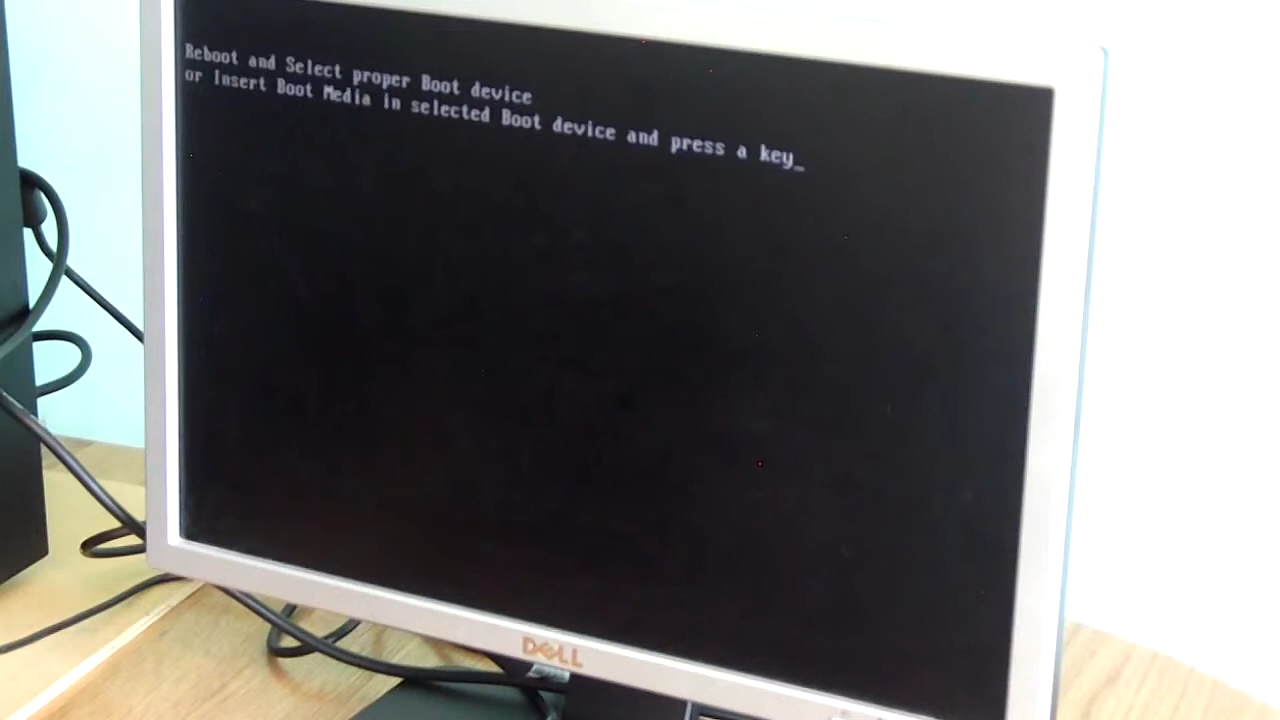 Reboot and Select proper Boot device
or Insert Boot Media in selected Boot device and press a key_
DELL